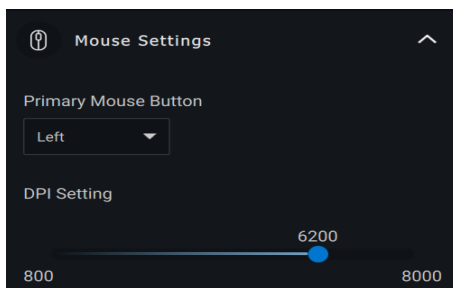 Mouse Settings
Primary Mouse Button
Left
DPI Setting
6200
800 8000